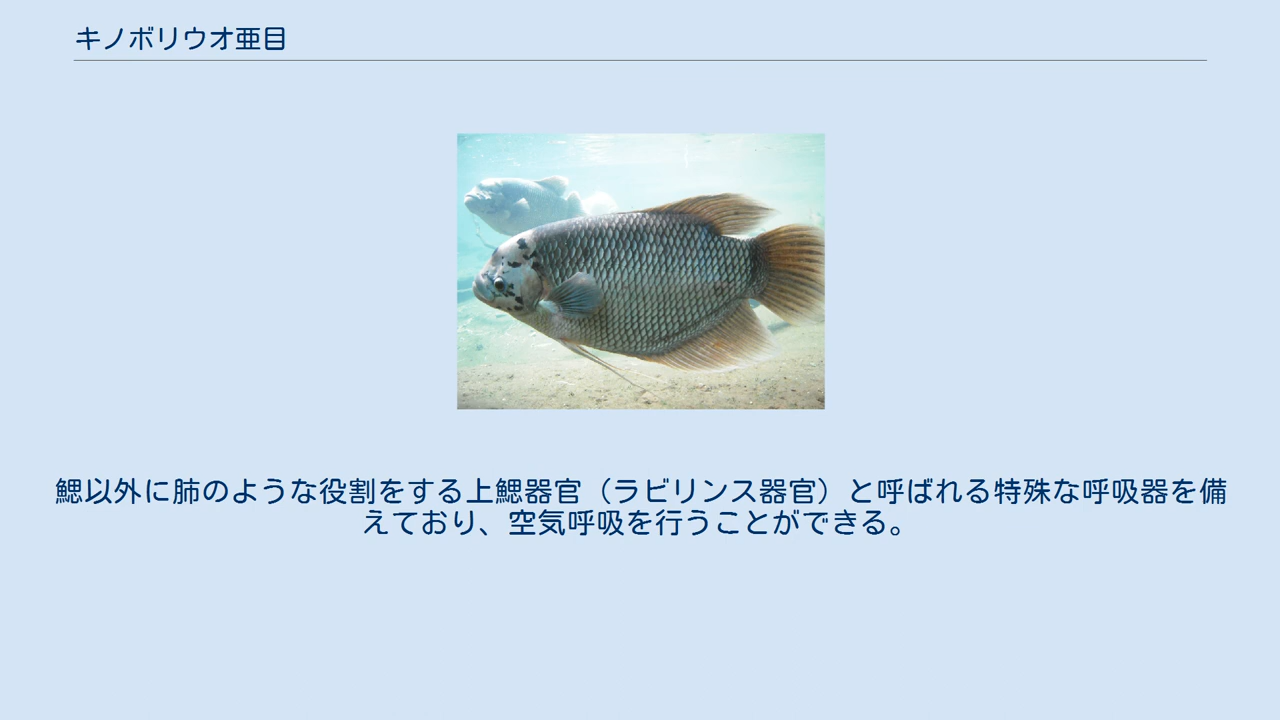 キノボリウオ亜目
鰓以外に肺のような役割をする上鰓器官（ラビリンス器官）と呼ばれる特殊な呼吸器を備
えており、空気呼吸を行うことができる。